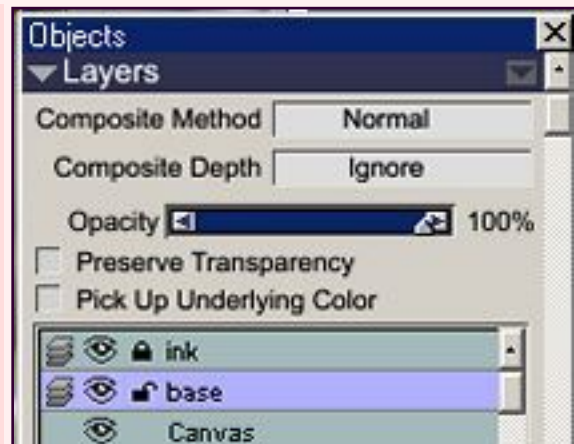 Objects
Layers
Composite Method Normal
Composite Depth Ignore
Opacity 100%
Preserve Transparency
Pick Up Underlying Color
ink
base
Canvas